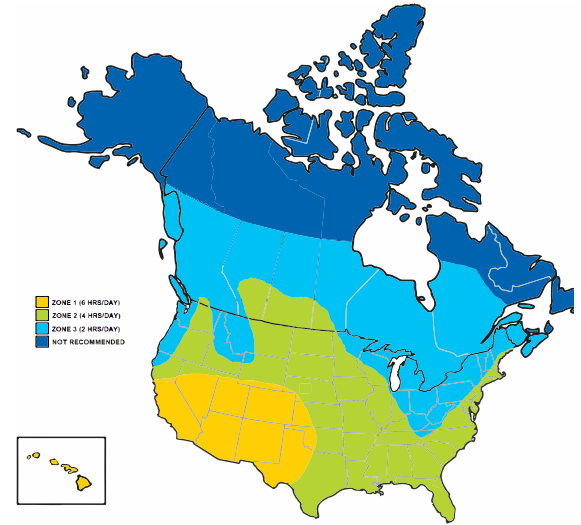 ZONE 1 (6 HRS/DAY)
ZONE 2 (4 HRS/DAY)
ZONE 3 (2 HRS/DAY)
NOT RECOMMENDED